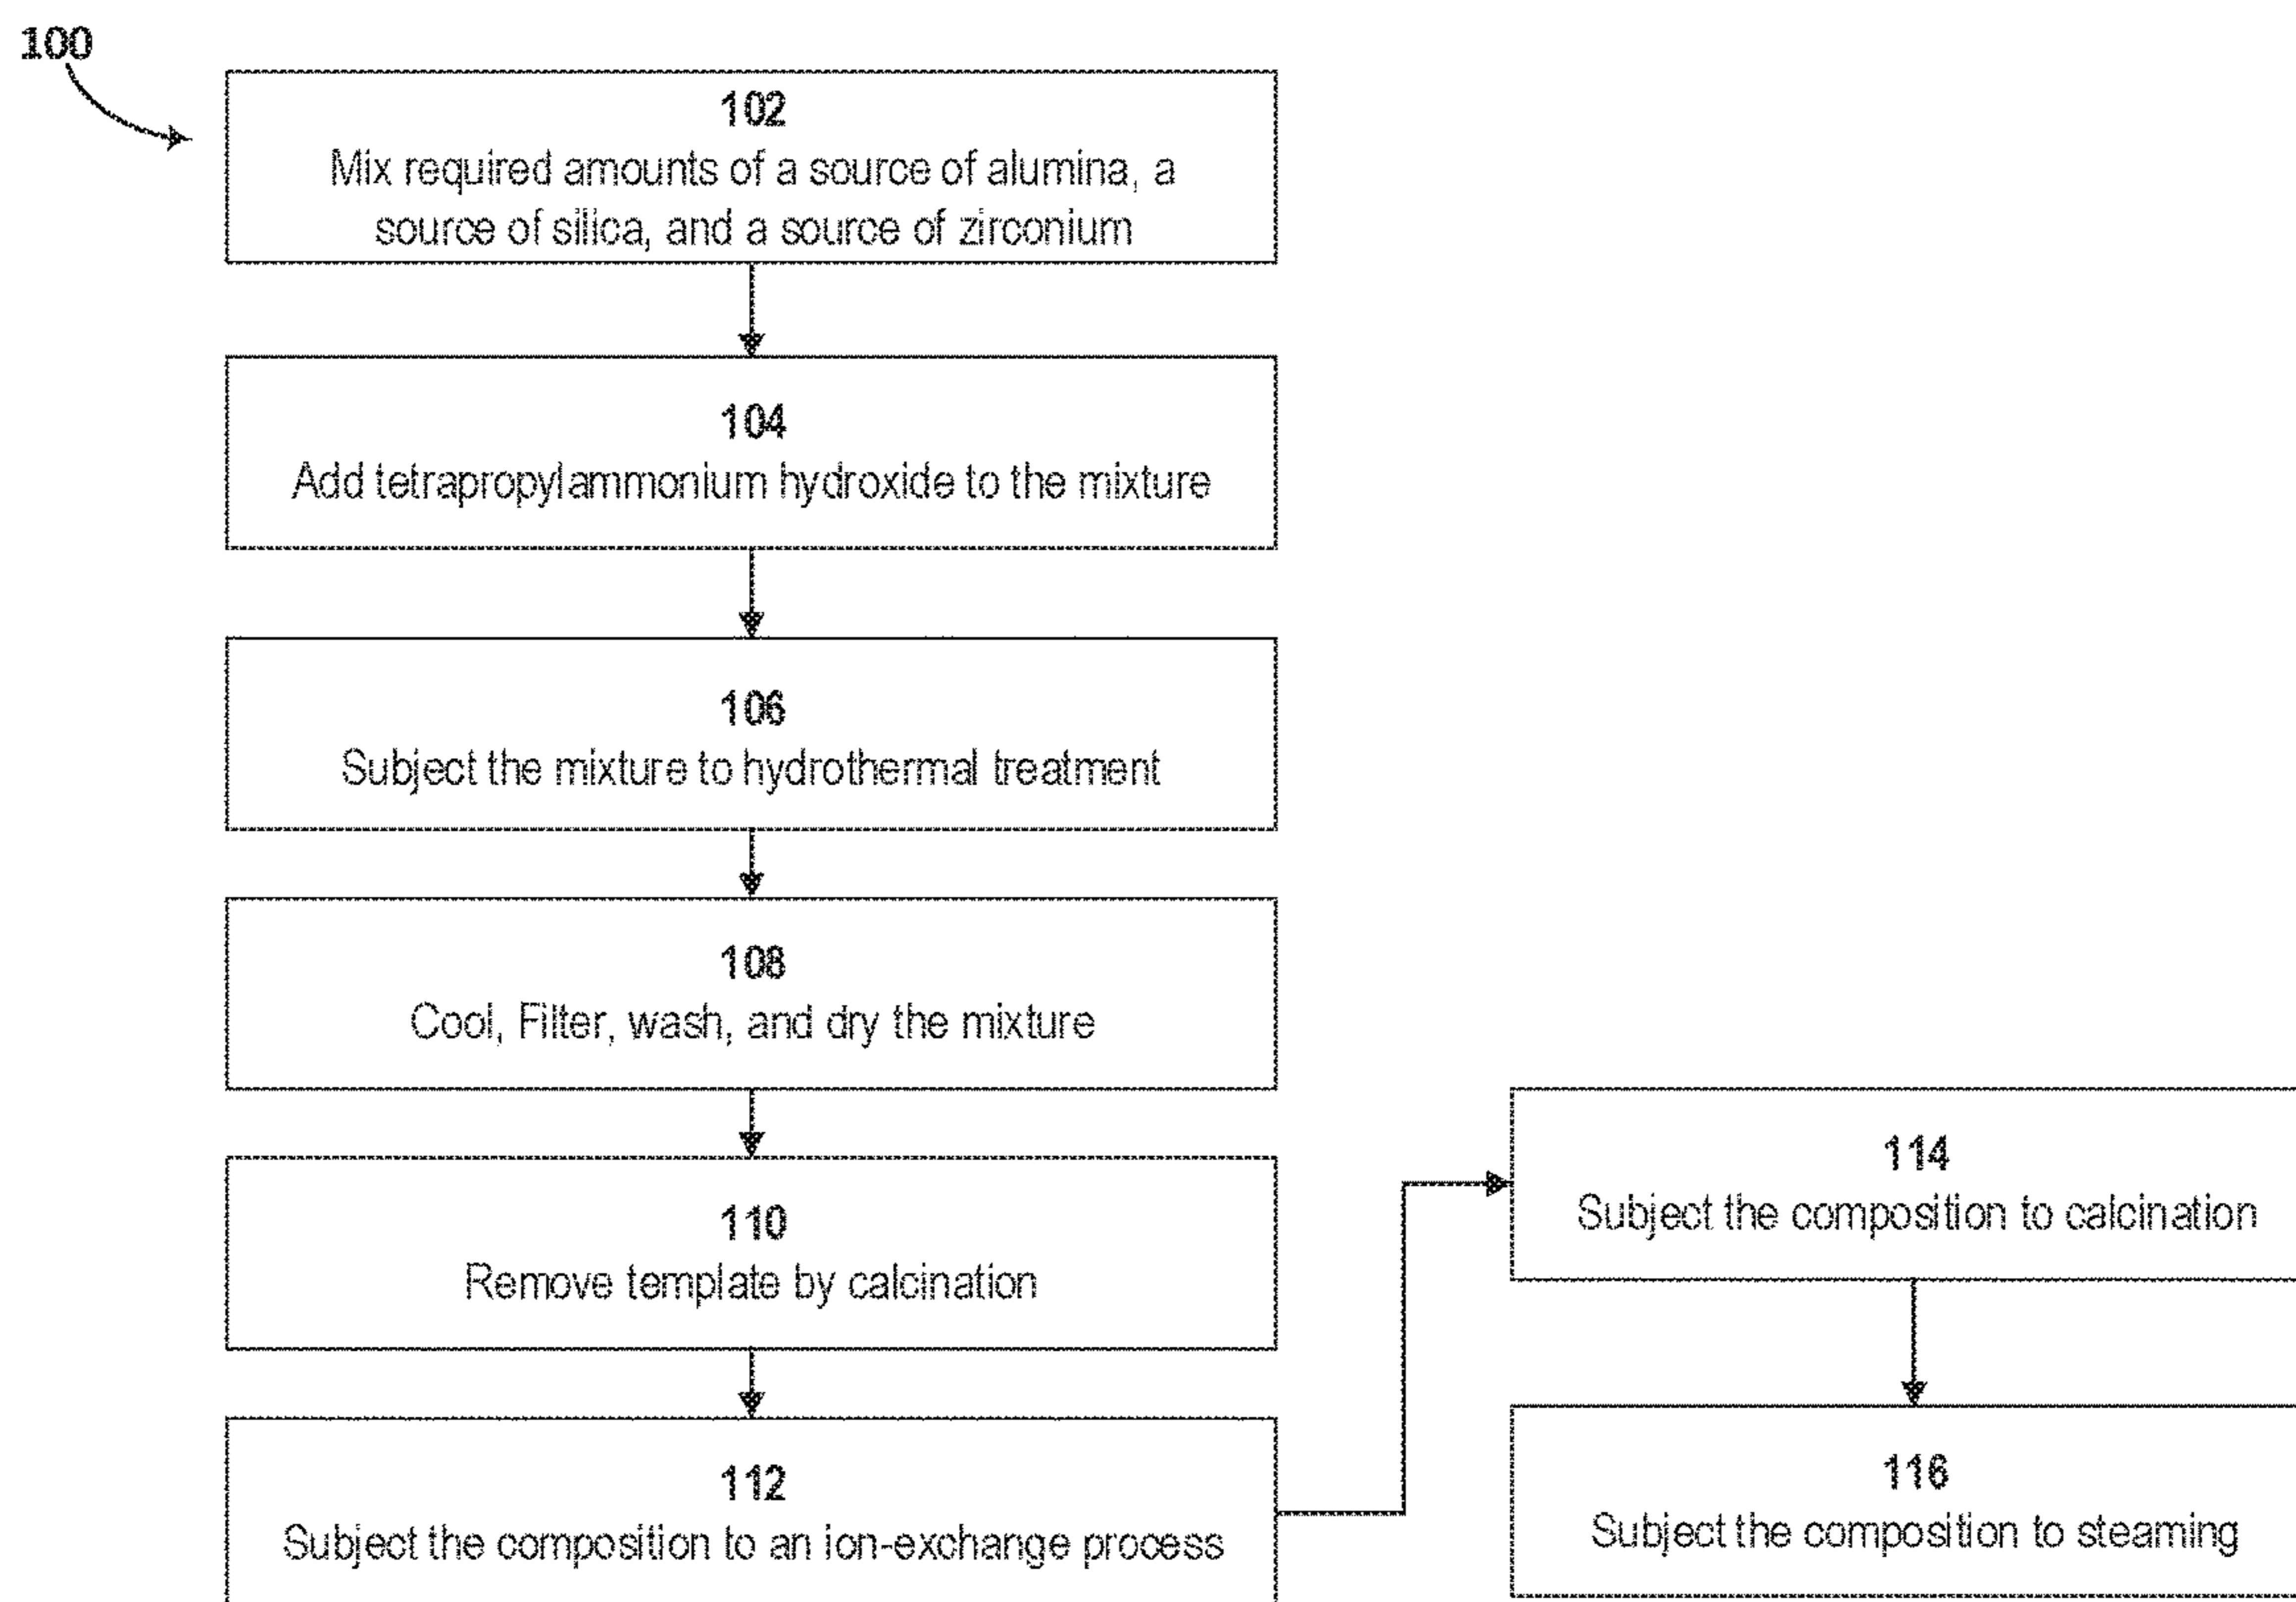 100
102
Mix required amounts of a source of alumina, a
source of silica, and a source of zirconium
104
Add tetrapropylammonium hydroxide to the mixture
106
Subject the mixture to hydrothermal treatment
108
Cool, Filter, wash, and dry the mixture
110
Remove template by calcination
112
Subject the composition to an ion-exchange process
114
Subject the composition to calcination
116
Subject the composition to steaming